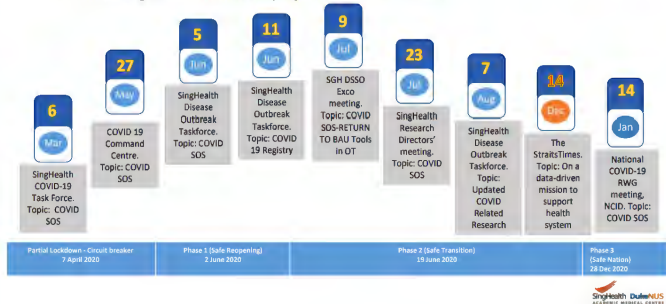 6
Mar
SingHealth
COVID-19
Task Force.
Topic: COVID
SOS
27
May
COVID 19
Command
Centre.
Topic: COVID
SOS
5
Jun
SingHealth
Disease
Outbreak
Taskforce.
Topic: COVID
SOS
11
Jun
SingHealth
Disease
Outbreak
Taskforce.
Topic: COVID
19 Registry
9
Jul
SGH DSSO
Exco
meeting.
Topic: COVID
SOS-RETURN
TO BAU Tools
in OT
23
Jul
SingHealth
Research
Directors'
meeting.
Topic: COVID
SOS
7
Aug
SingHealth
Disease
Outbreak
Taskforce.
Topic:
Updated
COVID
Related
Research
14
Dec
The
StraitsTimes.
Topic: On a
data-driven
mission to
support
health
system
14
Jan
National
COVID-19
RWG
meeting,
NCID. Topic:
COVID SOS
Partial Lockdown - Circuit breaker
7 April 2020
Phase 1 (Safe Reopening)
2 June 2020
Phase 2 (Safe Transition)
19 June 2020
Phase 3
(Safe Nation)
28 Dec 2020
SingHealth DukeNUS
ACADEMIC MEDICAL CENTRE